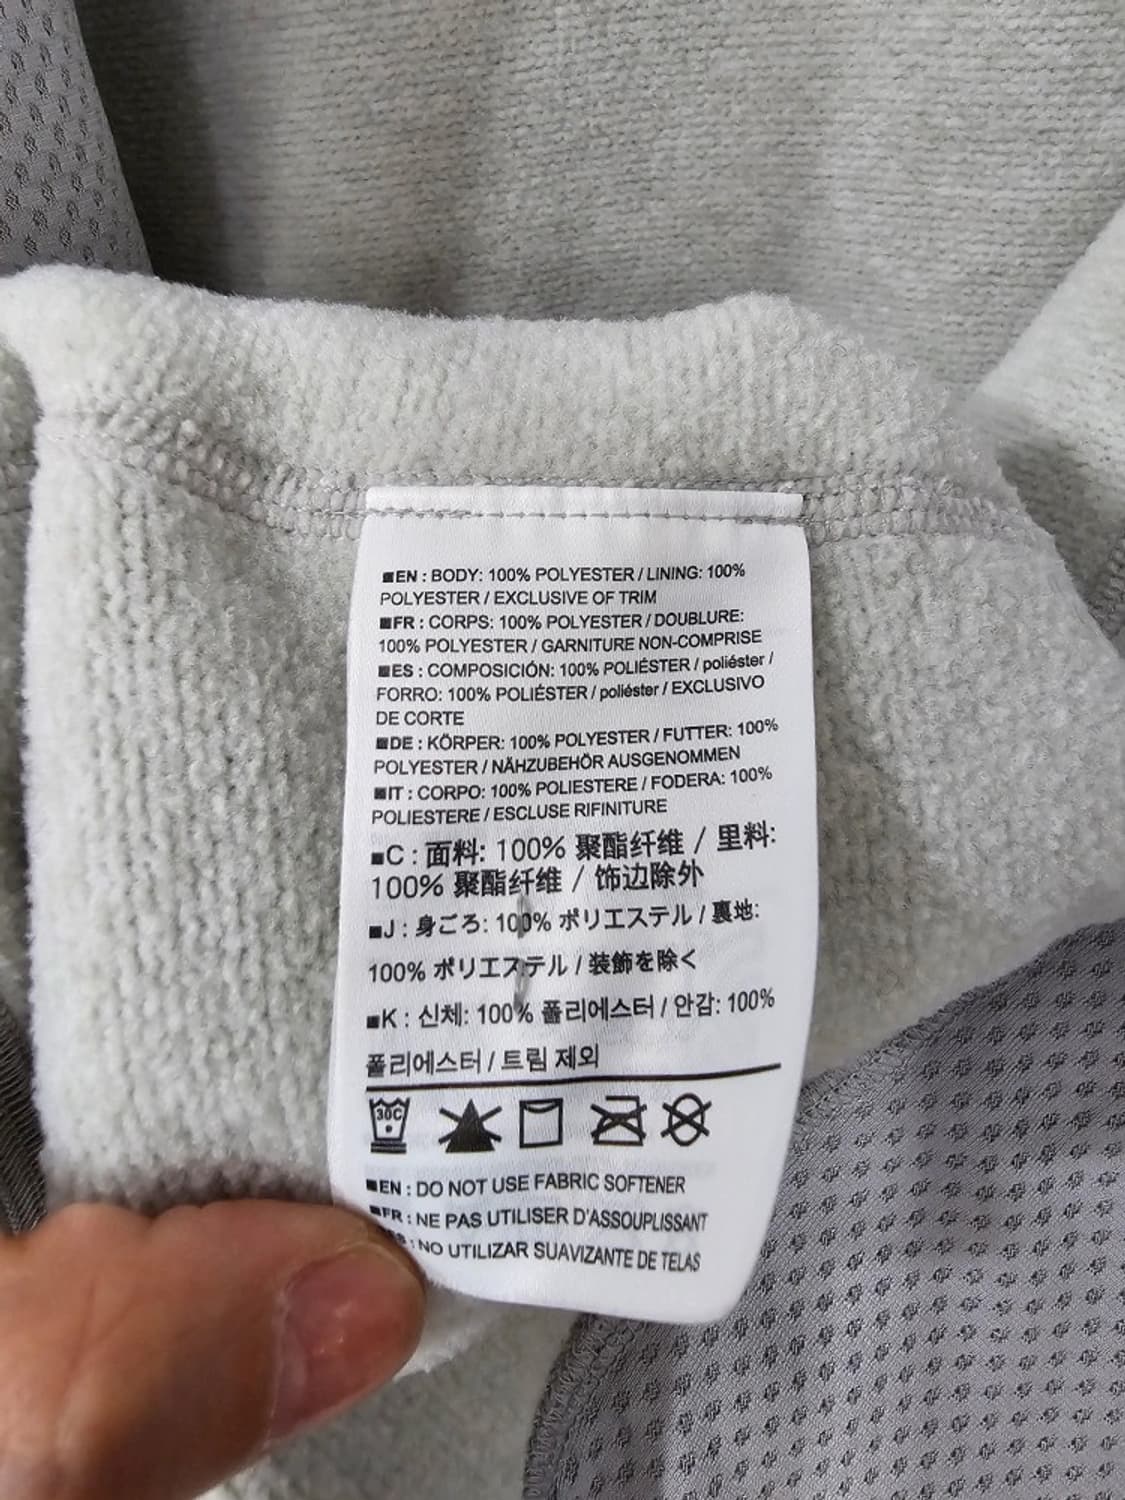 ■EN : BODY: 100% POLYESTER / LINING: 100%
POLYESTER / EXCLUSIVE OF TRIM
■FR : CORPS: 100% POLYESTER / DOUBLURE:
100% POLYESTER / GARNITURE NON-COMPRISE
■ES : COMPOSICIÓN: 100% POLIÉSTER / poliéster /
FORRO: 100% POLIÉSTER / poliéster / EXCLUSIVO
DE CORTE
■DE : KÖRPER: 100% POLYESTER / FUTTER: 100%
POLYESTER / NÄHZUBEHÖR AUSGENOMMEN
■IT : CORPO: 100% POLIESTERE / FODERA: 100%
POLIESTERE / ESCLUSE RIFINITURE
■C : 面料: 100% 聚酯纤维 / 里料:
100% 聚酯纤维 / 饰边除外
■J : 身ごろ: 100% ポリエステル / 裏地:
100% ポリエステル / 装飾を除く
■K : 신체: 100% 폴리에스터 / 안감: 100%
폴리에스터 / 트림 제외
30C
■EN : DO NOT USE FABRIC SOFTENER
■FR : NE PAS UTILISER D'ASSOUPLISSANT
: NO UTILIZAR SUAVIZANTE DE TELAS